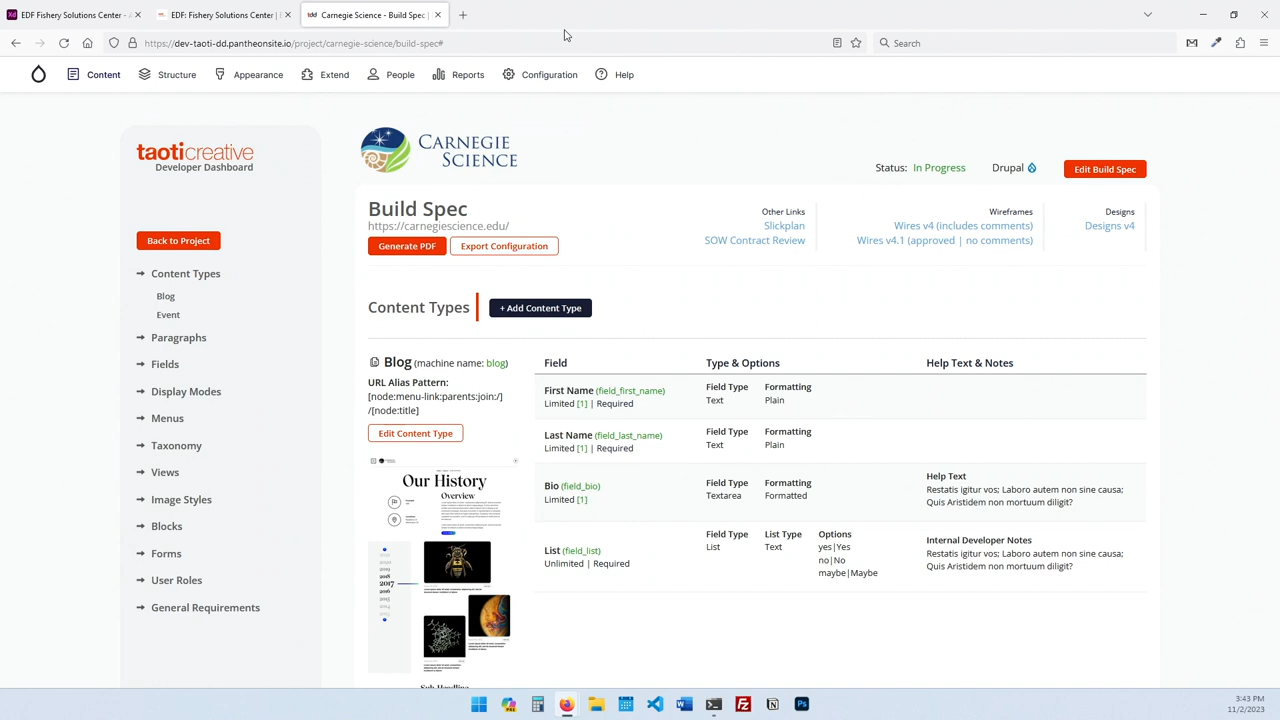 EDF Fishery Solutions Center -
EDF: Fishery Solutions Center |
Carnegie Science - Build Spec |
https://dev-taoti-dd.pantheonsite.io/project/carnegie-science/build-spec#
Search
Content
Structure
Appearance
Extend
People
Reports
Configuration
Help
taoticreative
Developer Dashboard
Back to Project
Content Types
Blog
Event
Paragraphs
Fields
Display Modes
Menus
Taxonomy
Views
Image Styles
Blocks
Forms
User Roles
General Requirements
CARNEGIE
SCIENCE
Status: In Progress
Drupal
Edit Build Spec
Build Spec
https://carnegiescience.edu/
Generate PDF
Export Configuration
Other Links
Slickplan
SOW Contract Review
Wireframes
Wires v4 (includes comments)
Wires v4.1 (approved | no comments)
Designs
Designs v4
Content Types
+ Add Content Type
Blog (machine name: blog)
URL Alias Pattern:
[node:menu-link:parents:join:/]
/[node:title]
Edit Content Type
Our History
Overview
2018
2017
2016
Sub Headline
Field
Type & Options
Help Text & Notes
First Name (field_first_name)
Limited [1] | Required
Field Type
Text
Formatting
Plain
Last Name (field_last_name)
Limited [1] | Required
Field Type
Text
Formatting
Plain
Bio (field_bio)
Limited [1]
Field Type
Textarea
Formatting
Formatted
Help Text
Restatis igitur vos; Laboro autem non sine causa;
Quis Aristidem non mortuum diligit?
List (field_list)
Unlimited | Required
Field Type
List
List Type
Text
Options
yes|Yes
no|No
maybe|Maybe
Internal Developer Notes
Restatis igitur vos; Laboro autem non sine causa;
Quis Aristidem non mortuum diligit?
3:43 PM
11/2/2023